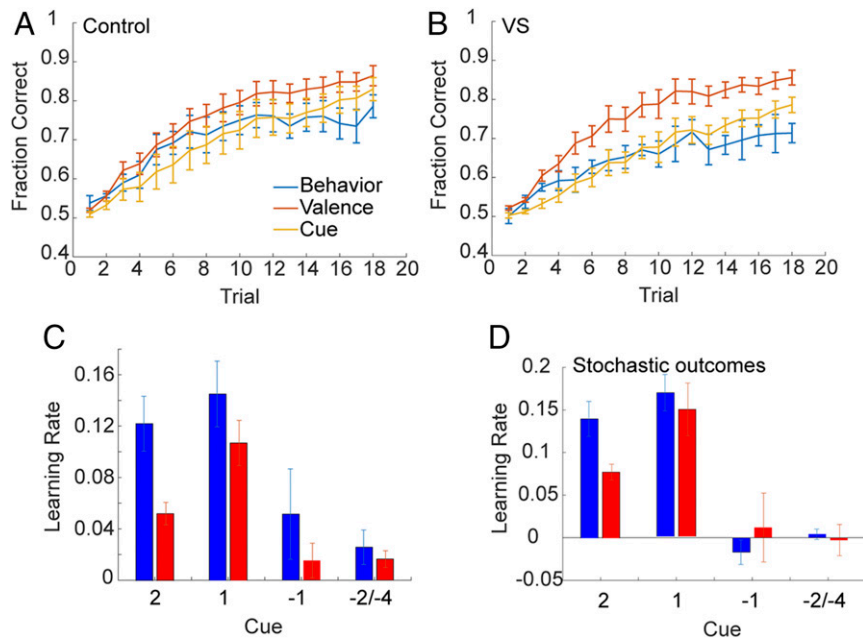 A Control
1
0.9
0.8
0.7
0.6
0.5
0.4
Fraction Correct
0 2 4 6 8 10 12 14 16 18 20
Trial
Behavior
Valence
Cue
B VS
1
0.9
0.8
0.7
0.6
0.5
0.4
Fraction Correct
0 2 4 6 8 10 12 14 16 18 20
Trial
C
0.16
0.12
0.08
0.04
0
Learning Rate
2 1 -1 -2/-4
Cue
D Stochastic outcomes
0.2
0.15
0.1
0.05
0
-0.05
Learning Rate
2 1 -1 -2/-4
Cue